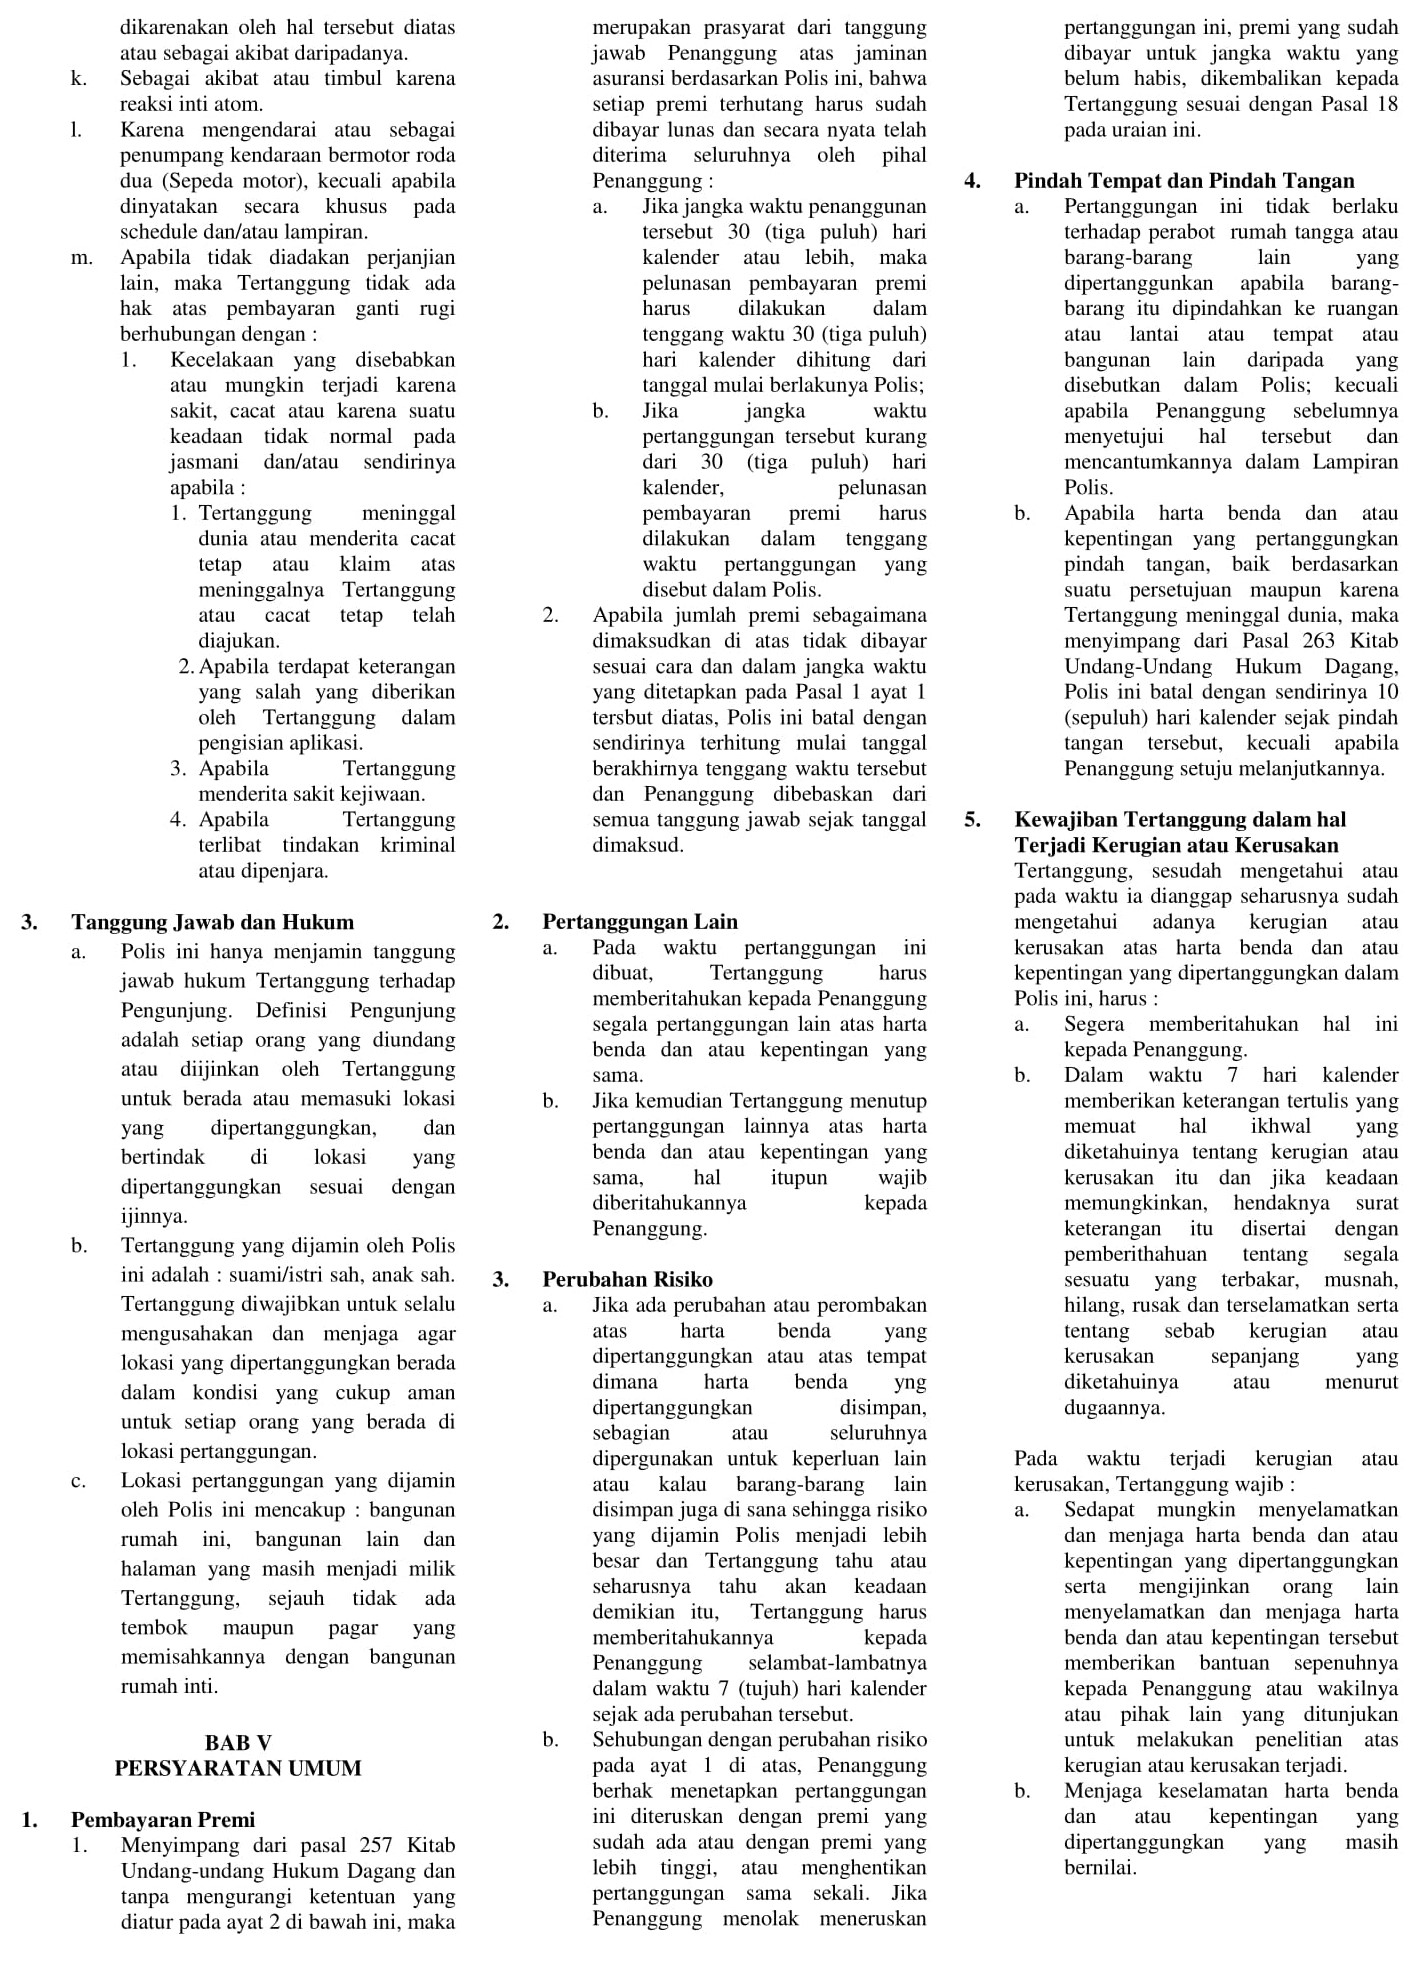 dikarenakan oleh hal tersebut diatas
atau sebagai akibat daripadanya.
k. Sebagai akibat atau timbul karena
reaksi inti atom.
l. Karena mengendarai atau sebagai
penumpang kendaraan bermotor roda
dua (Sepeda motor), kecuali apabila
dinyatakan secara khusus pada
schedule dan/atau lampiran.
m. Apabila tidak diadakan perjanjian
lain, maka Tertanggung tidak ada
hak atas pembayaran ganti rugi
berhubungan dengan :
1. Kecelakaan yang disebabkan
atau mungkin terjadi karena
sakit, cacat atau karena suatu
keadaan tidak normal pada
jasmani dan/atau sendirinya
apabila :
1. Tertanggung meninggal
dunia atau menderita cacat
tetap atau klaim atas
meninggalnya Tertanggung
atau cacat tetap telah
diajukan.
2. Apabila terdapat keterangan
yang salah yang diberikan
oleh Tertanggung dalam
pengisian aplikasi.
3. Apabila Tertanggung
menderita sakit kejiwaan.
4. Apabila Tertanggung
terlibat tindakan kriminal
atau dipenjara.
3. Tanggung Jawab dan Hukum
a. Polis ini hanya menjamin tanggung
jawab hukum Tertanggung terhadap
Pengunjung. Definisi Pengunjung
adalah setiap orang yang diundang
atau diijinkan oleh Tertanggung
untuk berada atau memasuki lokasi
yang dipertanggungkan, dan
bertindak di lokasi yang
dipertanggungkan sesuai dengan
ijinnya.
b. Tertanggung yang dijamin oleh Polis
ini adalah : suami/istri sah, anak sah.
Tertanggung diwajibkan untuk selalu
mengusahakan dan menjaga agar
lokasi yang dipertanggungkan berada
dalam kondisi yang cukup aman
untuk setiap orang yang berada di
lokasi pertanggungan.
c. Lokasi pertanggungan yang dijamin
oleh Polis ini mencakup : bangunan
rumah ini, bangunan lain dan
halaman yang masih menjadi milik
Tertanggung, sejauh tidak ada
tembok maupun pagar yang
memisahkannya dengan bangunan
rumah inti.
BAB V
PERSYARATAN UMUM
1. Pembayaran Premi
1. Menyimpang dari pasal 257 Kitab
Undang-undang Hukum Dagang dan
tanpa mengurangi ketentuan yang
diatur pada ayat 2 di bawah ini, maka
merupakan prasyarat dari tanggung
jawab Penanggung atas jaminan
asuransi berdasarkan Polis ini, bahwa
setiap premi terhutang harus sudah
dibayar lunas dan secara nyata telah
diterima seluruhnya oleh pihal
Penanggung :
a. Jika jangka waktu penanggunan
tersebut 30 (tiga puluh) hari
kalender atau lebih, maka
pelunasan pembayaran premi
harus dilakukan dalam
tenggang waktu 30 (tiga puluh)
hari kalender dihitung dari
tanggal mulai berlakunya Polis;
b. Jika jangka waktu
pertanggungan tersebut kurang
dari 30 (tiga puluh) hari
kalender, pelunasan
pembayaran premi harus
dilakukan dalam tenggang
waktu pertanggungan yang
disebut dalam Polis.
2. Apabila jumlah premi sebagaimana
dimaksudkan di atas tidak dibayar
sesuai cara dan dalam jangka waktu
yang ditetapkan pada Pasal 1 ayat 1
tersbut diatas, Polis ini batal dengan
sendirinya terhitung mulai tanggal
berakhirnya tenggang waktu tersebut
dan Penanggung dibebaskan dari
semua tanggung jawab sejak tanggal
dimaksud.
2. Pertanggungan Lain
a. Pada waktu pertanggungan ini
dibuat, Tertanggung harus
memberitahukan kepada Penanggung
segala pertanggungan lain atas harta
benda dan atau kepentingan yang
sama.
b. Jika kemudian Tertanggung menutup
pertanggungan lainnya atas harta
benda dan atau kepentingan yang
sama, hal itupun wajib
diberitahukannya kepada
Penanggung.
3. Perubahan Risiko
a. Jika ada perubahan atau perombakan
atas harta benda yang
dipertanggungkan atau atas tempat
dimana harta benda yng
dipertanggungkan disimpan,
sebagian atau seluruhnya
dipergunakan untuk keperluan lain
atau kalau barang-barang lain
disimpan juga di sana sehingga risiko
yang dijamin Polis menjadi lebih
besar dan Tertanggung tahu atau
seharusnya tahu akan keadaan
demikian itu, Tertanggung harus
memberitahukannya kepada
Penanggung selambat-lambatnya
dalam waktu 7 (tujuh) hari kalender
sejak ada perubahan tersebut.
b. Sehubungan dengan perubahan risiko
pada ayat 1 di atas, Penanggung
berhak menetapkan pertanggungan
ini diteruskan dengan premi yang
sudah ada atau dengan premi yang
lebih tinggi, atau menghentikan
pertanggungan sama sekali. Jika
Penanggung menolak meneruskan
pertanggungan ini, premi yang sudah
dibayar untuk jangka waktu yang
belum habis, dikembalikan kepada
Tertanggung sesuai dengan Pasal 18
pada uraian ini.
4. Pindah Tempat dan Pindah Tangan
a. Pertanggungan ini tidak berlaku
terhadap perabot rumah tangga atau
barang-barang lain yang
dipertanggunkan apabila barang-
barang itu dipindahkan ke ruangan
atau lantai atau tempat atau
bangunan lain daripada yang
disebutkan dalam Polis; kecuali
apabila Penanggung sebelumnya
menyetujui hal tersebut dan
mencantumkannya dalam Lampiran
Polis.
b. Apabila harta benda dan atau
kepentingan yang pertanggungkan
pindah tangan, baik berdasarkan
suatu persetujuan maupun karena
Tertanggung meninggal dunia, maka
menyimpang dari Pasal 263 Kitab
Undang-Undang Hukum Dagang,
Polis ini batal dengan sendirinya 10
(sepuluh) hari kalender sejak pindah
tangan tersebut, kecuali apabila
Penanggung setuju melanjutkannya.
5. Kewajiban Tertanggung dalam hal
Terjadi Kerugian atau Kerusakan
Tertanggung, sesudah mengetahui atau
pada waktu ia dianggap seharusnya sudah
mengetahui adanya kerugian atau
kerusakan atas harta benda dan atau
kepentingan yang dipertanggungkan dalam
Polis ini, harus :
a. Segera memberitahukan hal ini
kepada Penanggung.
b. Dalam waktu 7 hari kalender
memberikan keterangan tertulis yang
memuat hal ikhwal yang
diketahuinya tentang kerugian atau
kerusakan itu dan jika keadaan
memungkinkan, hendaknya surat
keterangan itu disertai dengan
pemberithahuan tentang segala
sesuatu yang terbakar, musnah,
hilang, rusak dan terselamatkan serta
tentang sebab kerugian atau
kerusakan sepanjang yang
diketahuinya atau menurut
dugaannya.
Pada waktu terjadi kerugian atau
kerusakan, Tertanggung wajib :
a. Sedapat mungkin menyelamatkan
dan menjaga harta benda dan atau
kepentingan yang dipertanggungkan
serta mengijinkan orang lain
menyelamatkan dan menjaga harta
benda dan atau kepentingan tersebut
memberikan bantuan sepenuhnya
kepada Penanggung atau wakilnya
atau pihak lain yang ditunjukan
untuk melakukan penelitian atas
kerugian atau kerusakan terjadi.
b. Menjaga keselamatan harta benda
dan atau kepentingan yang
dipertanggungkan yang masih
bernilai.